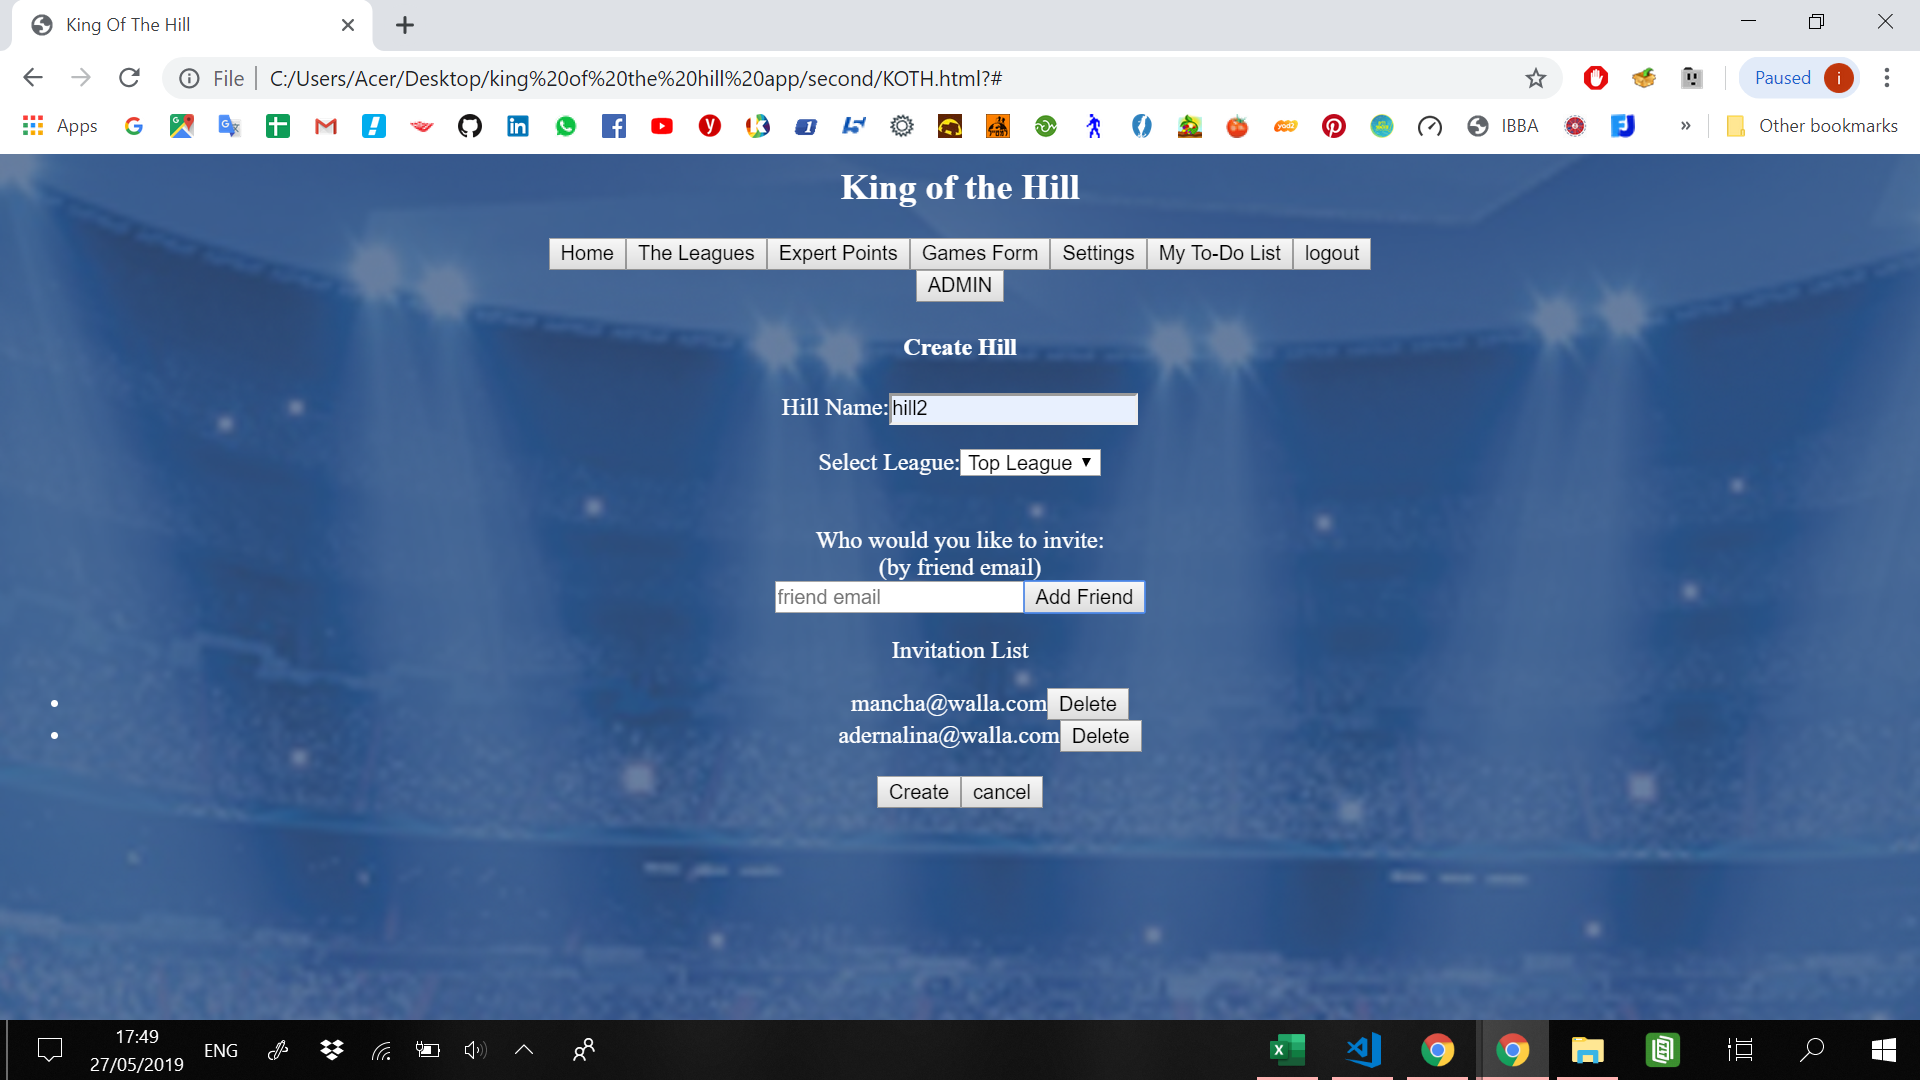 King Of The Hill
File
C:/Users/Acer/Desktop/king%20of%20the%20hill%20app/second/KOTH.html?#
Paused i
Apps
IBBA
» Other bookmarks
King of the Hill
Home The Leagues Expert Points Games Form Settings My To-Do List logout
ADMIN
Create Hill
Hill Name: hill2
Select League: Top League
Who would you like to invite:
(by friend email)
friend email Add Friend
Invitation List
mancha@walla.com Delete
adernalina@walla.com Delete
Create cancel
17:49
27/05/2019
ENG